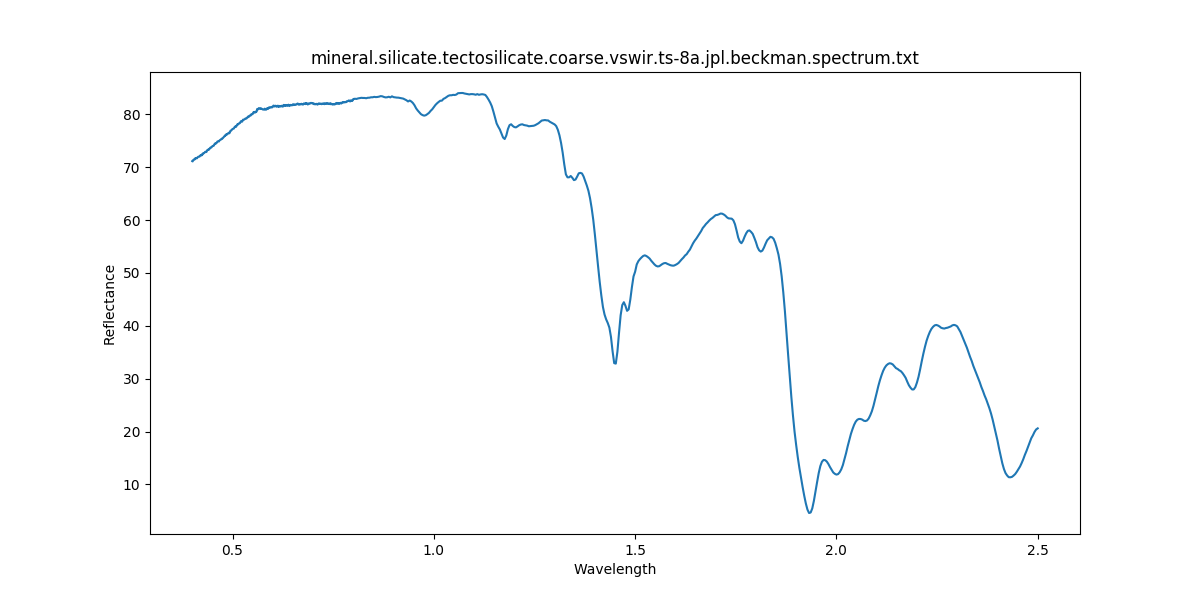 mineral.silicate.tectosilicate.coarse.vswir.ts-8a.jpl.beckman.spectrum.txt
80
70
60
50
40
30
20
10
Reflectance
0.5 1.0 1.5 2.0 2.5
Wavelength